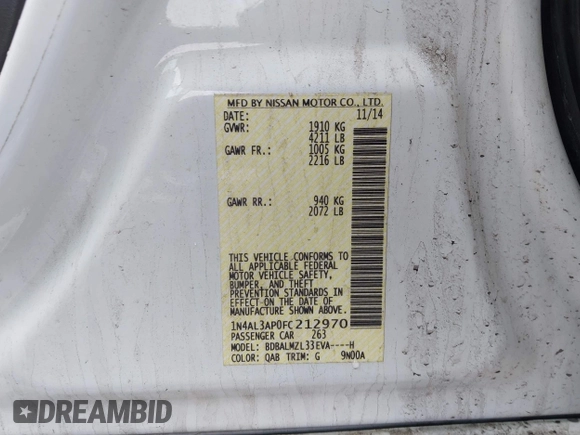 MFD BY NISSAN MOTOR CO., LTD.
DATE: 11/14
GVWR: 1910 KG
4211 LB
GAWR FR.: 1005 KG
2216 LB
GAWR RR.: 940 KG
2072 LB
THIS VEHICLE CONFORMS TO
ALL APPLICABLE FEDERAL
MOTOR VEHICLE SAFETY,
BUMPER, AND THEFT
PREVENTION STANDARDS IN
EFFECT ON THE DATE OF
MANUFACTURE SHOWN ABOVE.
1N4AL3AP0FC212970
PASSENGER CAR 263
MODEL: BDBALMZL33EVA----H
COLOR: QAB TRIM: G 9N00A
DREAMBID